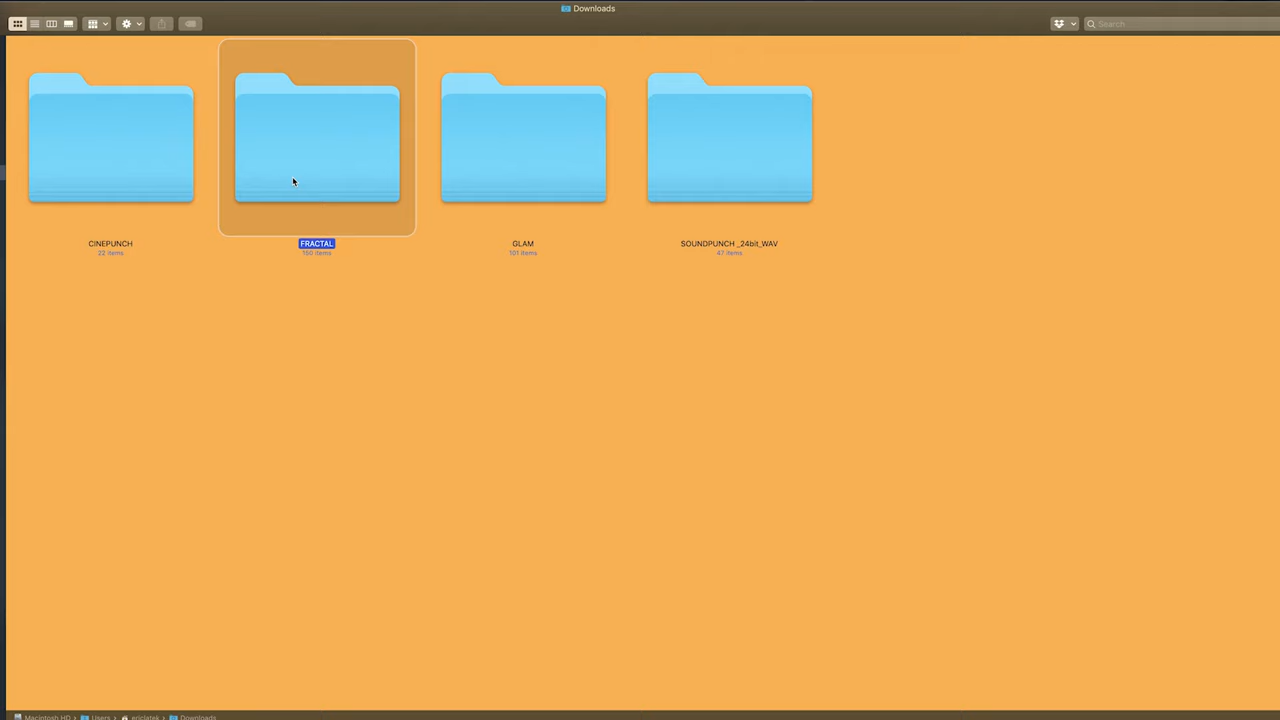 Downloads
Search
CINEPUNCH
22 items
FRACTAL
150 items
GLAM
101 items
SOUNDPUNCH _24bit_WAV
47 items
Macintosh HD › Users › ericlatek › Downloads